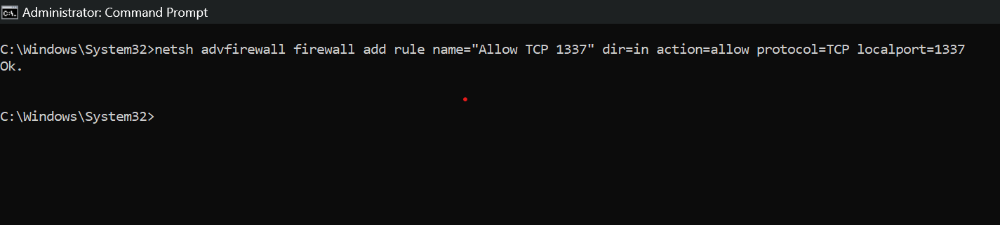 Administrator: Command Prompt
C:\Windows\System32>netsh advfirewall firewall add rule name="Allow TCP 1337" dir=in action=allow protocol=TCP localport=1337
Ok.
C:\Windows\System32>